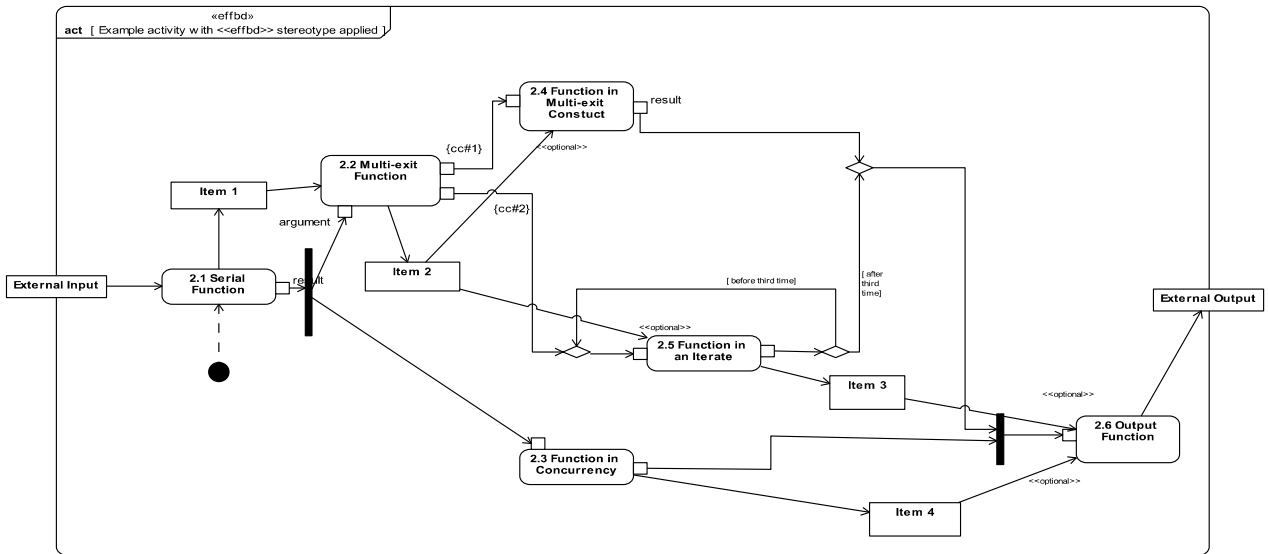 «effbd»
act [ Example activity with <<effbd>> stereotype applied ]
2.4 Function in
Multi-exit
Constuct
result
<<optional>>
{cc#1}
2.2 Multi-exit
Function
Item 1
{cc#2}
argument
Item 2
2.1 Serial
Function
result
External Input
[ before third time]
[ after
third
time]
External Output
<<optional>>
2.5 Function in
an Iterate
Item 3
<<optional>>
2.6 Output
Function
2.3 Function in
Concurrency
<<optional>>
Item 4